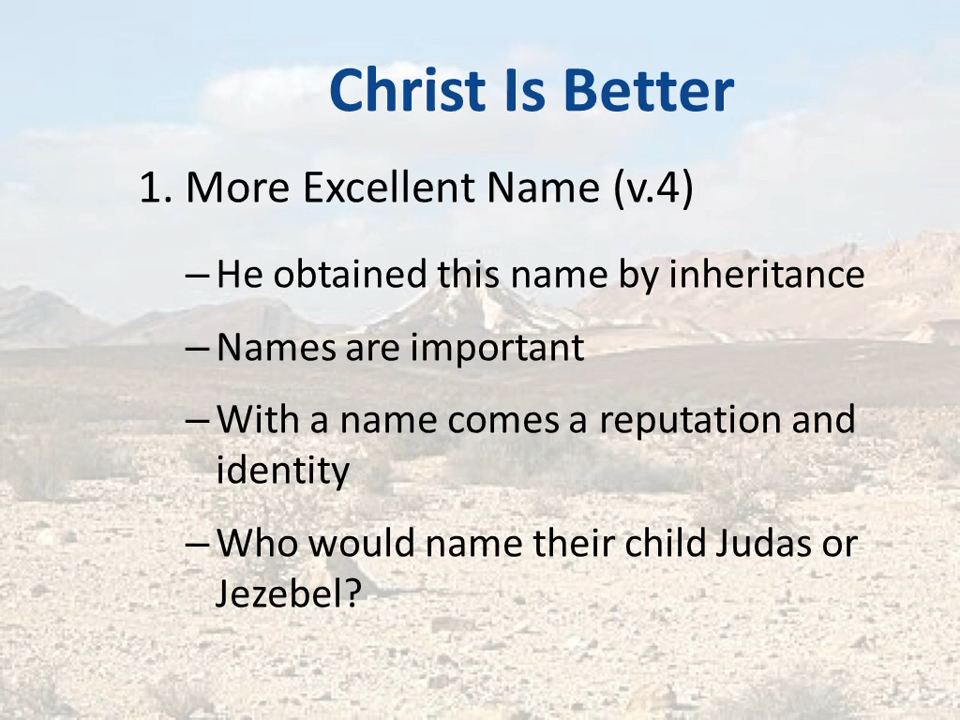 Christ Is Better
1. More Excellent Name (v.4)
– He obtained this name by inheritance
– Names are important
– With a name comes a reputation and
identity
– Who would name their child Judas or
Jezebel?